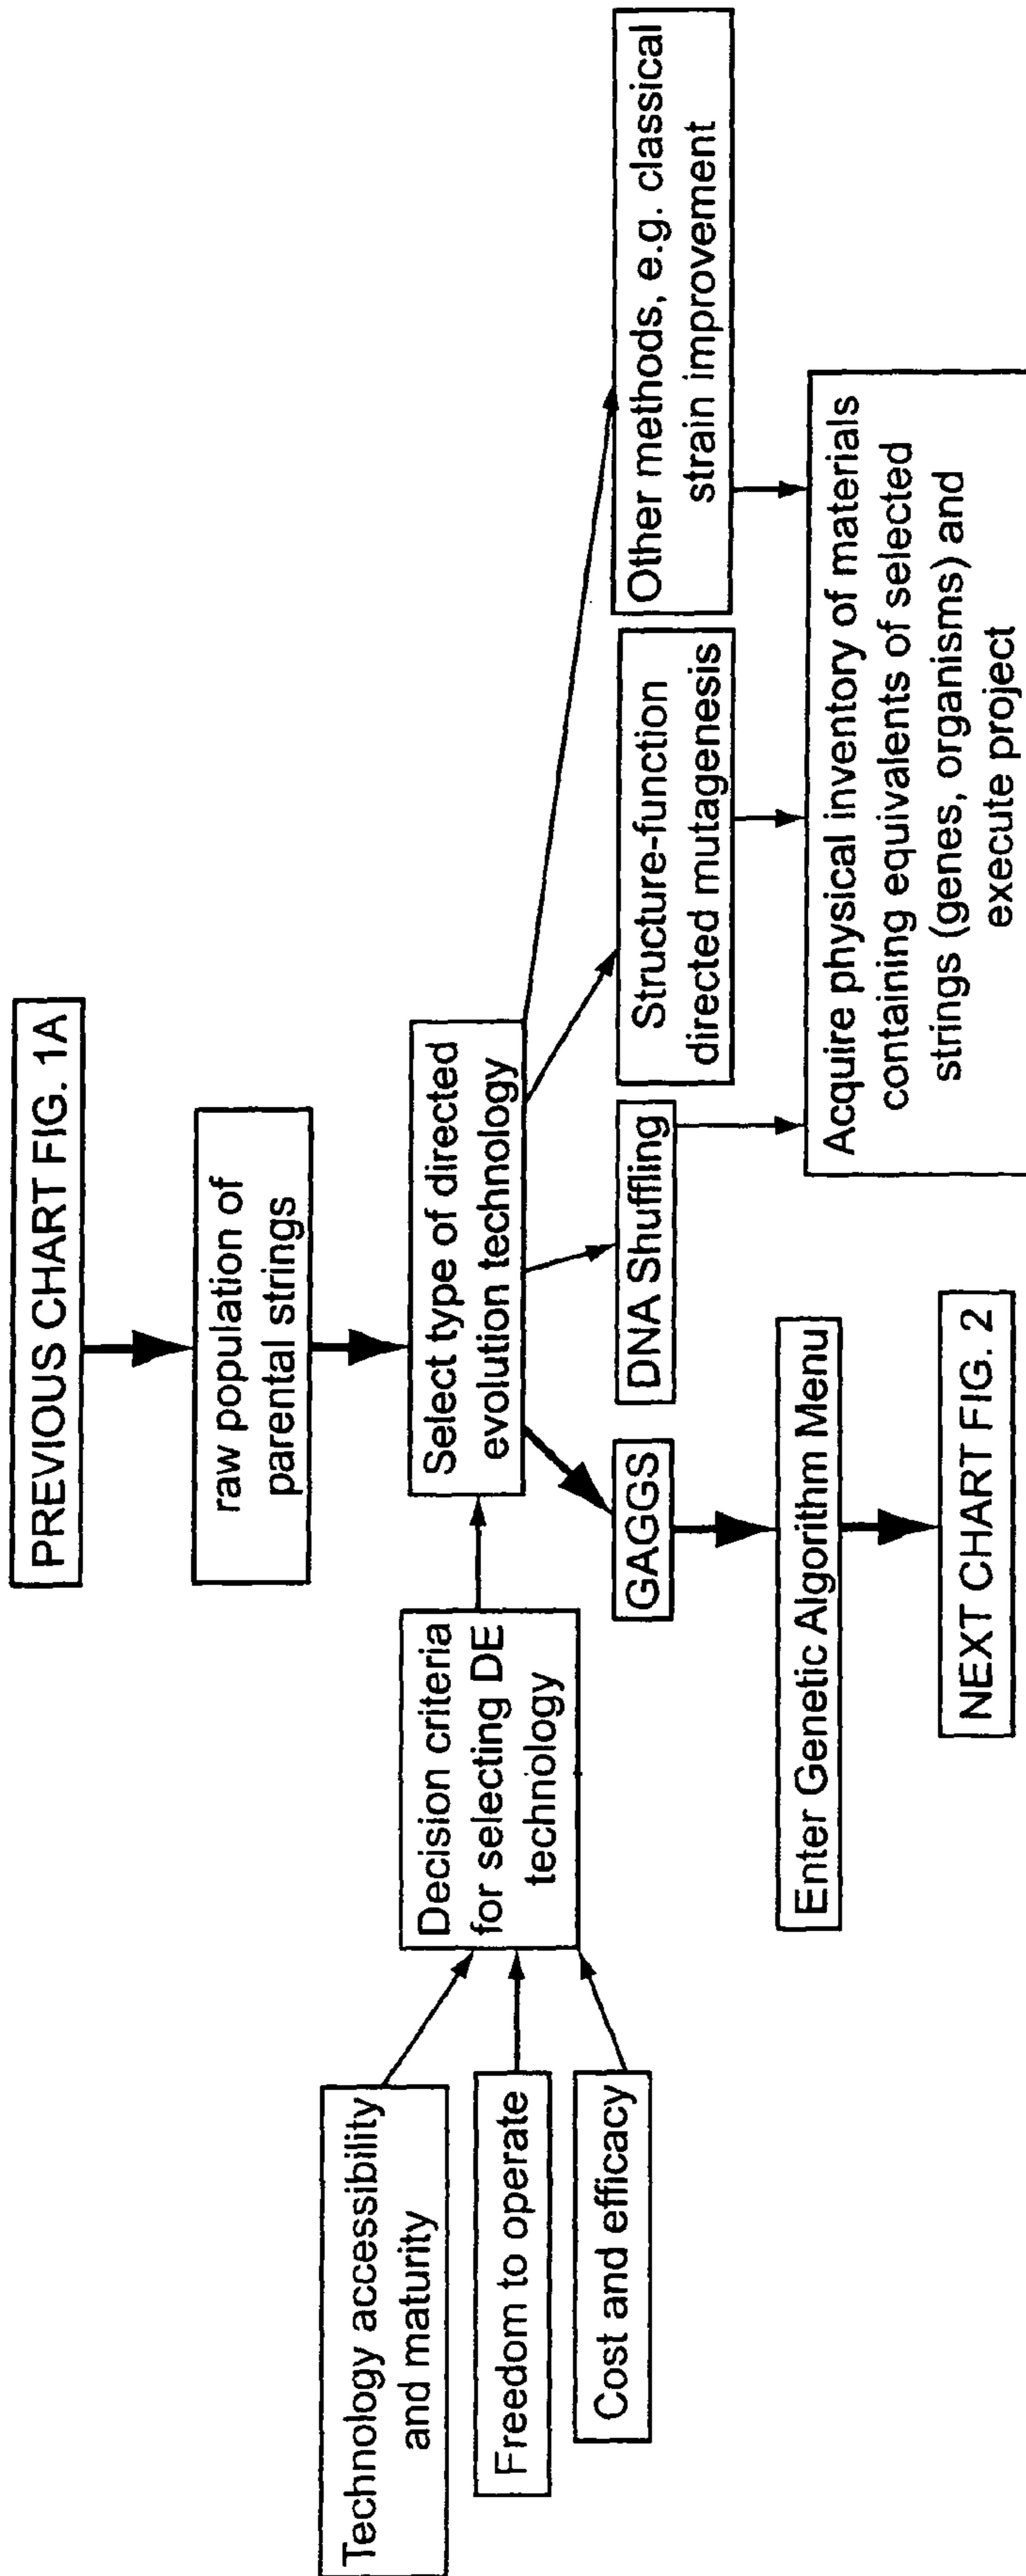 PREVIOUS CHART FIG. 1A
raw population of
parental strings
Technology accessibility
and maturity
Freedom to operate
Cost and efficacy
Decision criteria
for selecting DE
technology
Select type of directed
evolution technology
GAGGS
DNA Shuffling
Structure-function
directed mutagenesis
Other methods, e.g. classical
strain improvement
Enter Genetic Algorithm Menu
Acquire physical inventory of materials
containing equivalents of selected
strings (genes, organisms) and
execute project
NEXT CHART FIG. 2